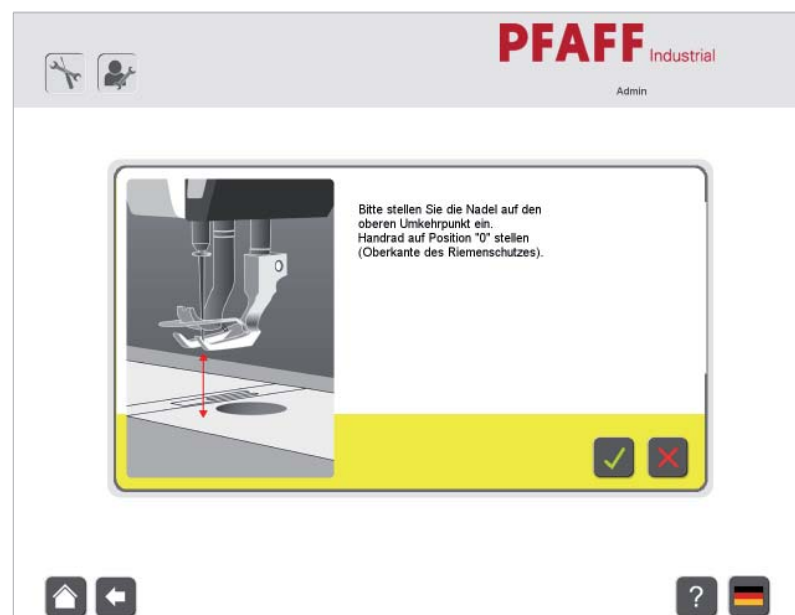 PFAFF Industrial
Admin
Bitte stellen Sie die Nadel auf den
oberen Umkehrpunkt ein.
Handrad auf Position "0" stellen
(Oberkante des Riemenschutzes).
?